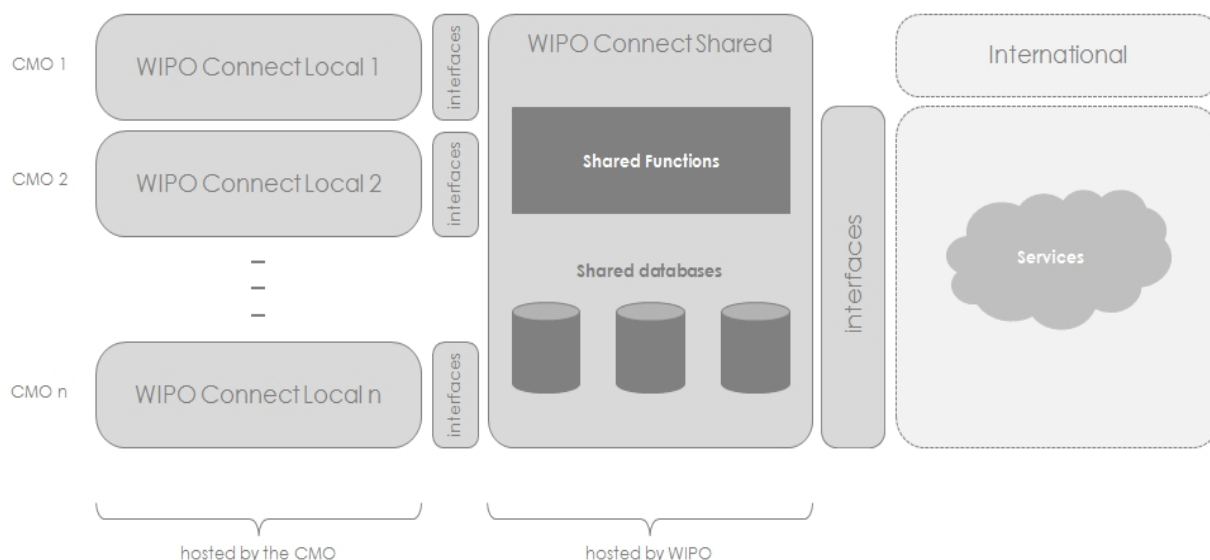 CMO 1
WIPO Connect Local 1
interfaces
WIPO Connect Shared
International
Shared Functions
CMO 2
WIPO Connect Local 2
interfaces
interfaces
Services
Shared databases
CMO n
WIPO Connect Local n
interfaces
hosted by the CMO
hosted by WIPO